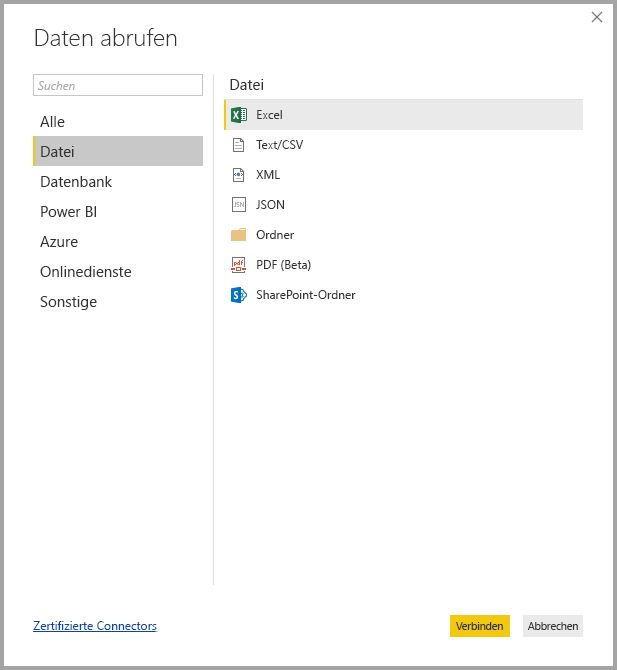 Daten abrufen
Suchen
Alle
Datei
Datenbank
Power BI
Azure
Onlinedienste
Sonstige
Datei
Excel
Text/CSV
XML
JSON
Ordner
PDF (Beta)
SharePoint-Ordner
Zertifizierte Connectors
Verbinden
Abbrechen